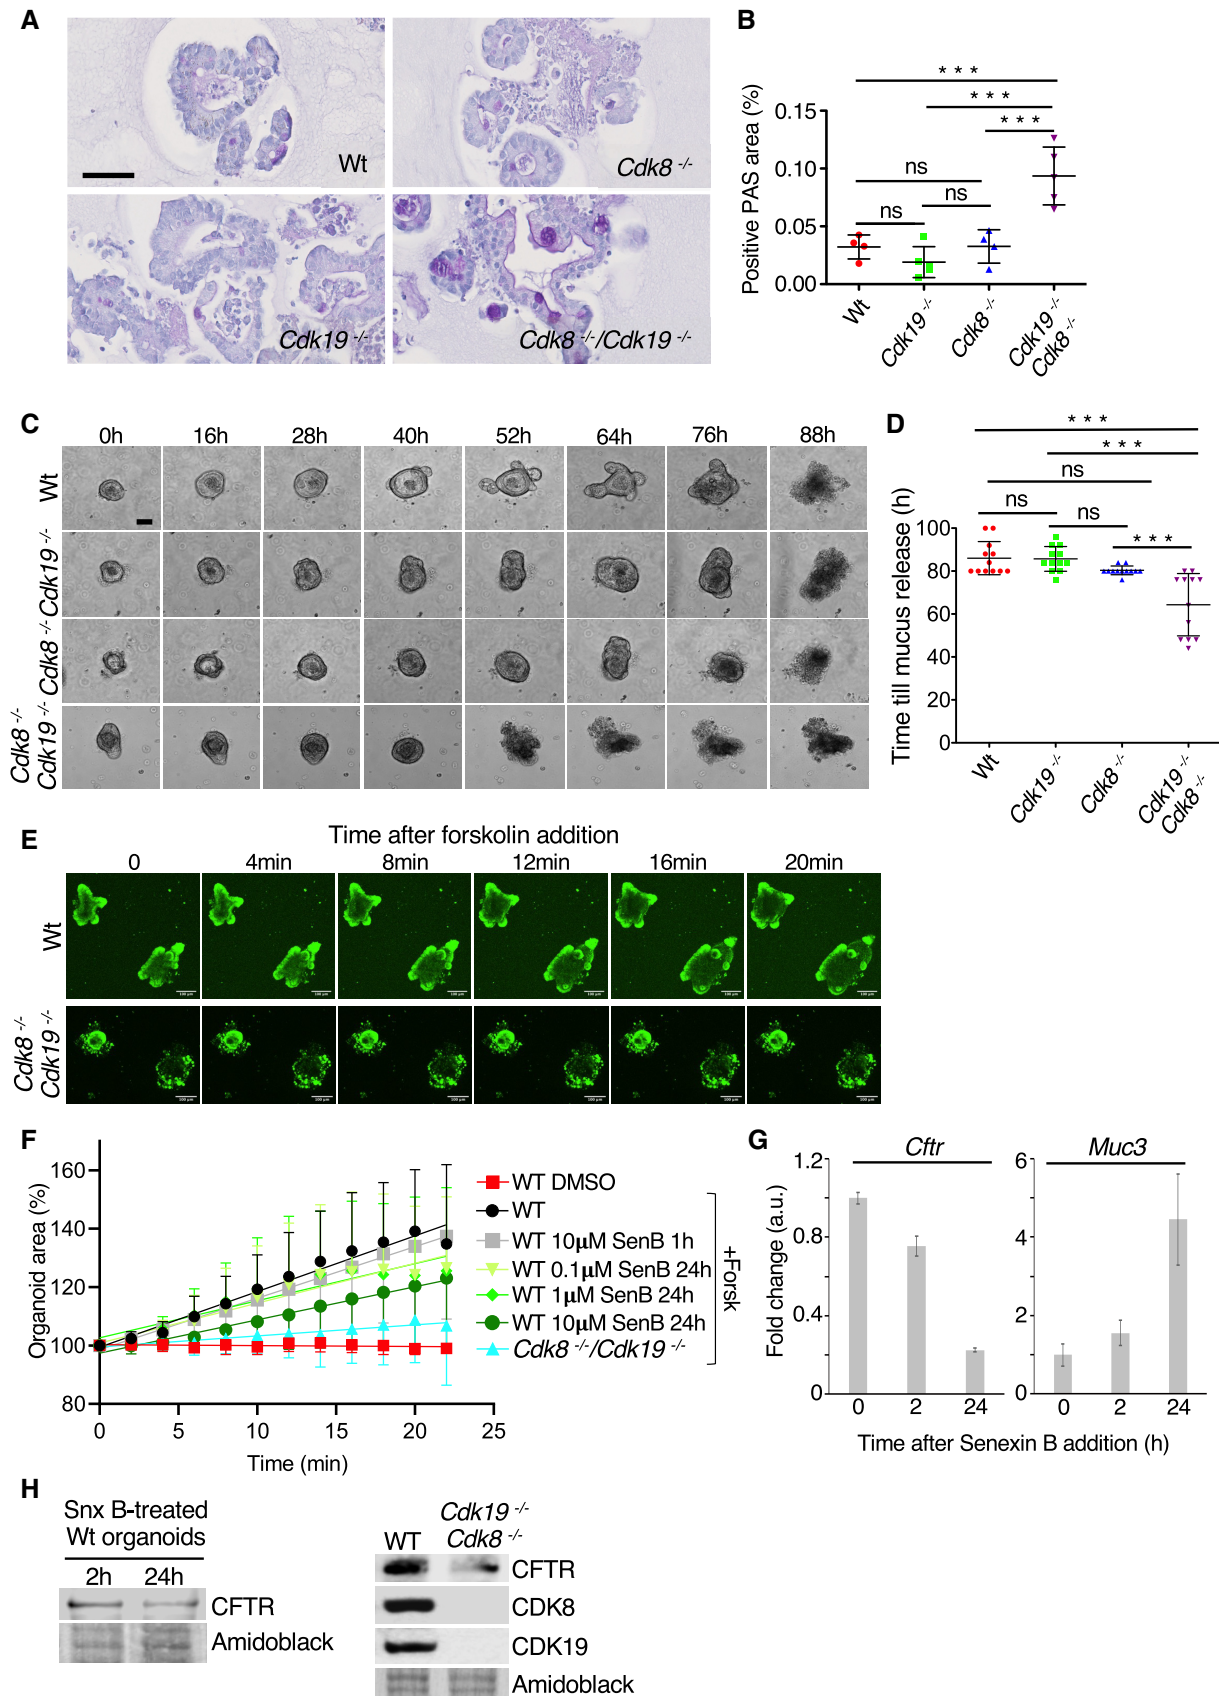 A
Wt
Cdk8 -/-
Cdk19 -/-
Cdk8 -/-/Cdk19 -/-
B
Positive PAS area (%)
0.15
0.10
0.05
0.00
* * *
* * *
* * *
ns
ns
ns
Wt
Cdk19 -/-
Cdk8 -/-
Cdk19 -/-
Cdk8 -/-
C
0h 16h 28h 40h 52h 64h 76h 88h
Wt
Cdk19 -/-
Cdk8 -/-
Cdk8 -/-
Cdk19 -/-
D
Time till mucus release (h)
100
80
60
40
20
0
* * *
* * *
ns
ns
ns
* * *
Wt
Cdk19 -/-
Cdk8 -/-
Cdk19 -/-
Cdk8 -/-
E
Time after forskolin addition
0 4min 8min 12min 16min 20min
Wt
Cdk8 -/-
Cdk19 -/-
F
Organoid area (%)
160
140
120
100
80
0 5 10 15 20 25
Time (min)
WT DMSO
WT
WT 10μM SenB 1h
WT 0.1μM SenB 24h
WT 1μM SenB 24h
WT 10μM SenB 24h
Cdk8 -/-/Cdk19 -/-
+Forsk
G
Cftr
Muc3
Fold change (a.u.)
1.2
0.8
0.4
0
0 2 24
6
4
2
0
0 2 24
Time after Senexin B addition (h)
H
Snx B-treated
Wt organoids
2h 24h
CFTR
Amidoblack
WT
Cdk19 -/-
Cdk8 -/-
CFTR
CDK8
CDK19
Amidoblack